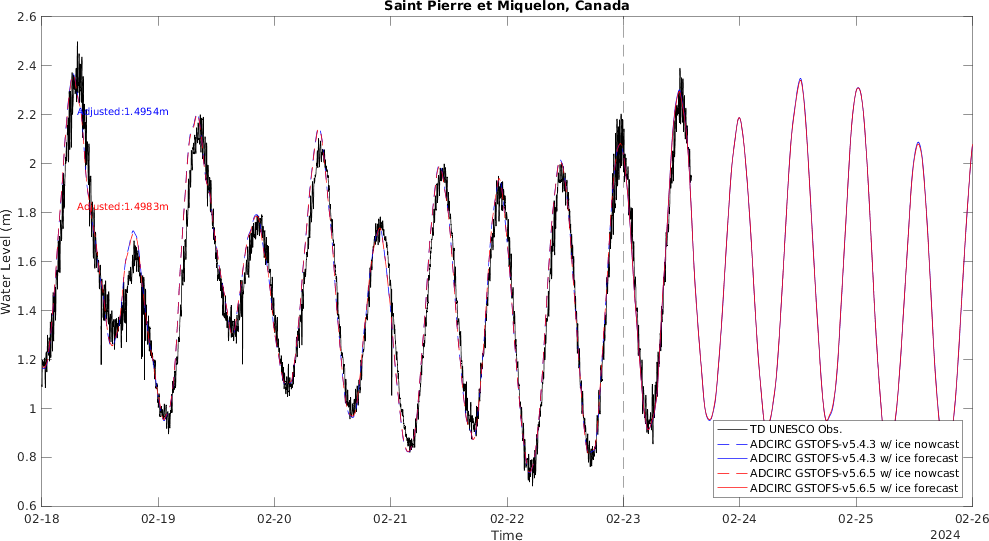 Saint Pierre et Miquelon, Canada
2.6
2.4
2.2
2
1.8
1.6
1.4
1.2
1
0.8
0.6
Water Level (m)
Adjusted:1.4954m
Adjusted:1.4983m
TD UNESCO Obs.
ADCIRC GSTOFS-v5.4.3 w/ ice nowcast
ADCIRC GSTOFS-v5.4.3 w/ ice forecast
ADCIRC GSTOFS-v5.6.5 w/ ice nowcast
ADCIRC GSTOFS-v5.6.5 w/ ice forecast
02-18 02-19 02-20 02-21 02-22 02-23 02-24 02-25 02-26
Time
2024